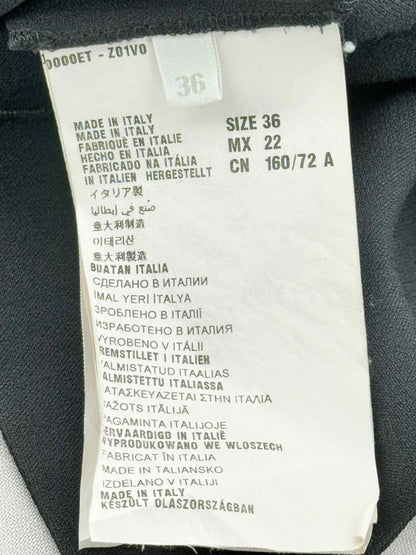 0000ET - Z01V0
36
MADE IN ITALY
MADE IN ITALY
FABRIQUÉ EN ITALIE
HECHO EN ITALIA
FABRICADO NA ITÁLIA
IN ITALIEN HERGESTELLT
SIZE 36
MX 22
CN 160/72 A
イタリア製
صنع في إيطاليا
意大利制造
이태리산
意大利製造
BUATAN ITALIA
СДЕЛАНО В ИТАЛИИ
IMAL YERİ İTALYA
ЗРОБЛЕНО В ІТАЛІЇ
ИЗРАБОТЕНО В ИТАЛИЯ
VYROBENO V ITÁLII
FREMSTILLET I ITALIEN
VALMISTATUD ITAALIAS
VALMISTETTU ITALIASSA
ΚΑΤΑΣΚΕΥΑΖΕΤΑΙ ΣΤΗΝ ΙΤΑΛΙΑ
RAŽOTS ITĀLIJĀ
PAGAMINTA ITALIJOJE
VERVAARDIGD IN ITALIË
WYPRODUKOWANO WE WLOSZECH
FABRICAT ÎN ITALIA
MADE IN TALIANSKO
IZDELANO V ITALIJI
MADE IN ITALY
KÉSZÜLT OLASZORSZÁGBAN